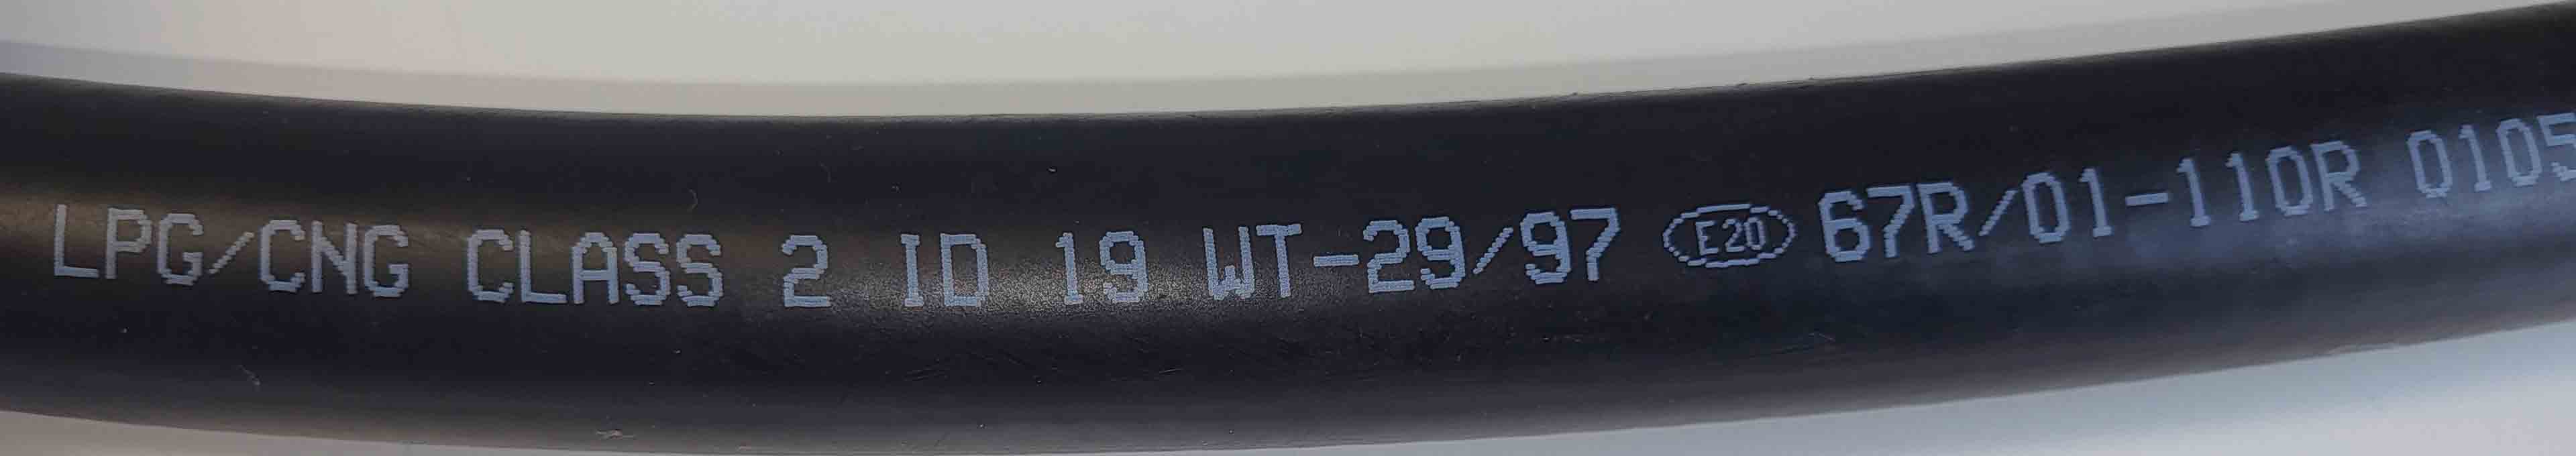 LPG/CNG CLASS 2 ID 19 WT-29/97 E20 67R/01-110R 0105